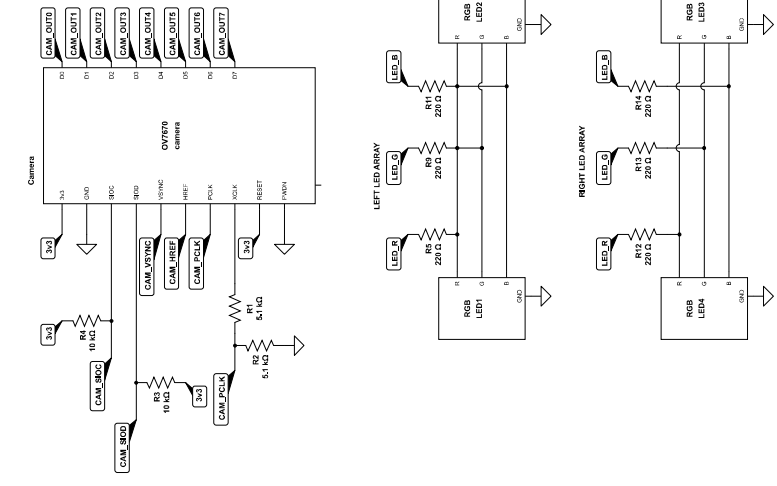 CAM_OUT0
CAM_OUT1
CAM_OUT2
CAM_OUT3
CAM_OUT4
CAM_OUT5
CAM_OUT6
CAM_OUT7
D0
D1
D2
D3
D4
D5
D6
D7
Camera
OV7670
camera
3v3
GND
SIOC
SIOD
VSYNC
HREF
PCLK
XCLK
RESET
PWDN
3v3
CAM_VSYNC
CAM_HREF
CAM_PCLK
3v3
3v3
R4
10 kΩ
CAM_SIOC
R3
10 kΩ
3v3
CAM_SIOD
R1
5.1 kΩ
R2
5.1 kΩ
CAM_PCLK
LEFT LED ARRAY
RGB
LED2
GND
R
G
B
LED_B
R11
220 Ω
LED_G
R9
220 Ω
LED_R
R5
220 Ω
R
G
B
RGB
LED1
GND
RIGHT LED ARRAY
RGB
LED3
GND
R
G
B
LED_B
R14
220 Ω
LED_G
R13
220 Ω
LED_R
R12
220 Ω
R
G
B
RGB
LED4
GND